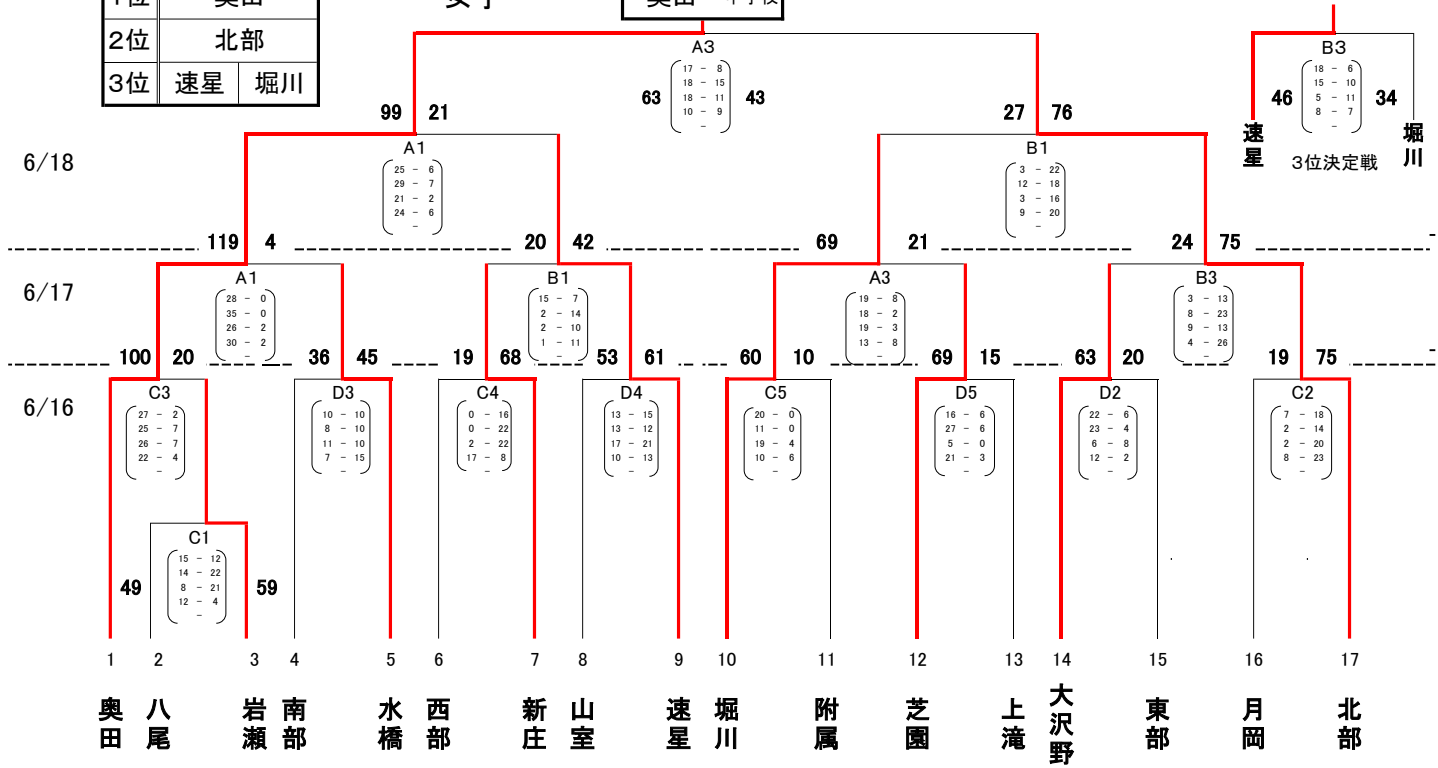 1位 奥田
女子
奥田 中学校
2位 北部
3位 速星 堀川
A3
17 - 8
18 - 15
18 - 11
10 - 9
-
63 43
B3
18 - 6
15 - 10
5 - 11
8 - 7
-
46 34
速星
堀川
3位決定戦
99 21
27 76
6/18
A1
25 - 6
29 - 7
21 - 2
24 - 6
-
B1
3 - 22
12 - 18
3 - 16
9 - 20
-
119 4
20 42
69 21
24 75
6/17
A1
28 - 0
35 - 0
26 - 2
30 - 2
-
B1
15 - 7
2 - 14
2 - 10
1 - 11
-
A3
19 - 8
18 - 2
19 - 3
13 - 8
-
B3
3 - 13
8 - 23
9 - 13
4 - 26
-
100 20
36 45
19 68
53 61
60 10
69 15
63 20
19 75
6/16
C3
27 - 2
25 - 7
26 - 7
22 - 4
-
D3
10 - 10
8 - 10
11 - 10
7 - 15
-
C4
0 - 16
0 - 22
2 - 22
17 - 8
-
D4
13 - 15
13 - 12
17 - 21
10 - 13
-
C5
20 - 0
11 - 0
19 - 4
10 - 6
-
D5
16 - 6
27 - 6
5 - 0
21 - 3
-
D2
22 - 6
23 - 4
6 - 8
12 - 2
-
C2
7 - 18
2 - 14
2 - 20
8 - 23
-
C1
15 - 12
14 - 22
8 - 21
12 - 4
-
49 59
1 2 3 4 5 6 7 8 9 10 11 12 13 14 15 16 17
奥田
八尾
岩瀬
南部
水橋
西部
新庄
山室
速星
堀川
附属
芝園
上滝
大沢野
東部
月岡
北部